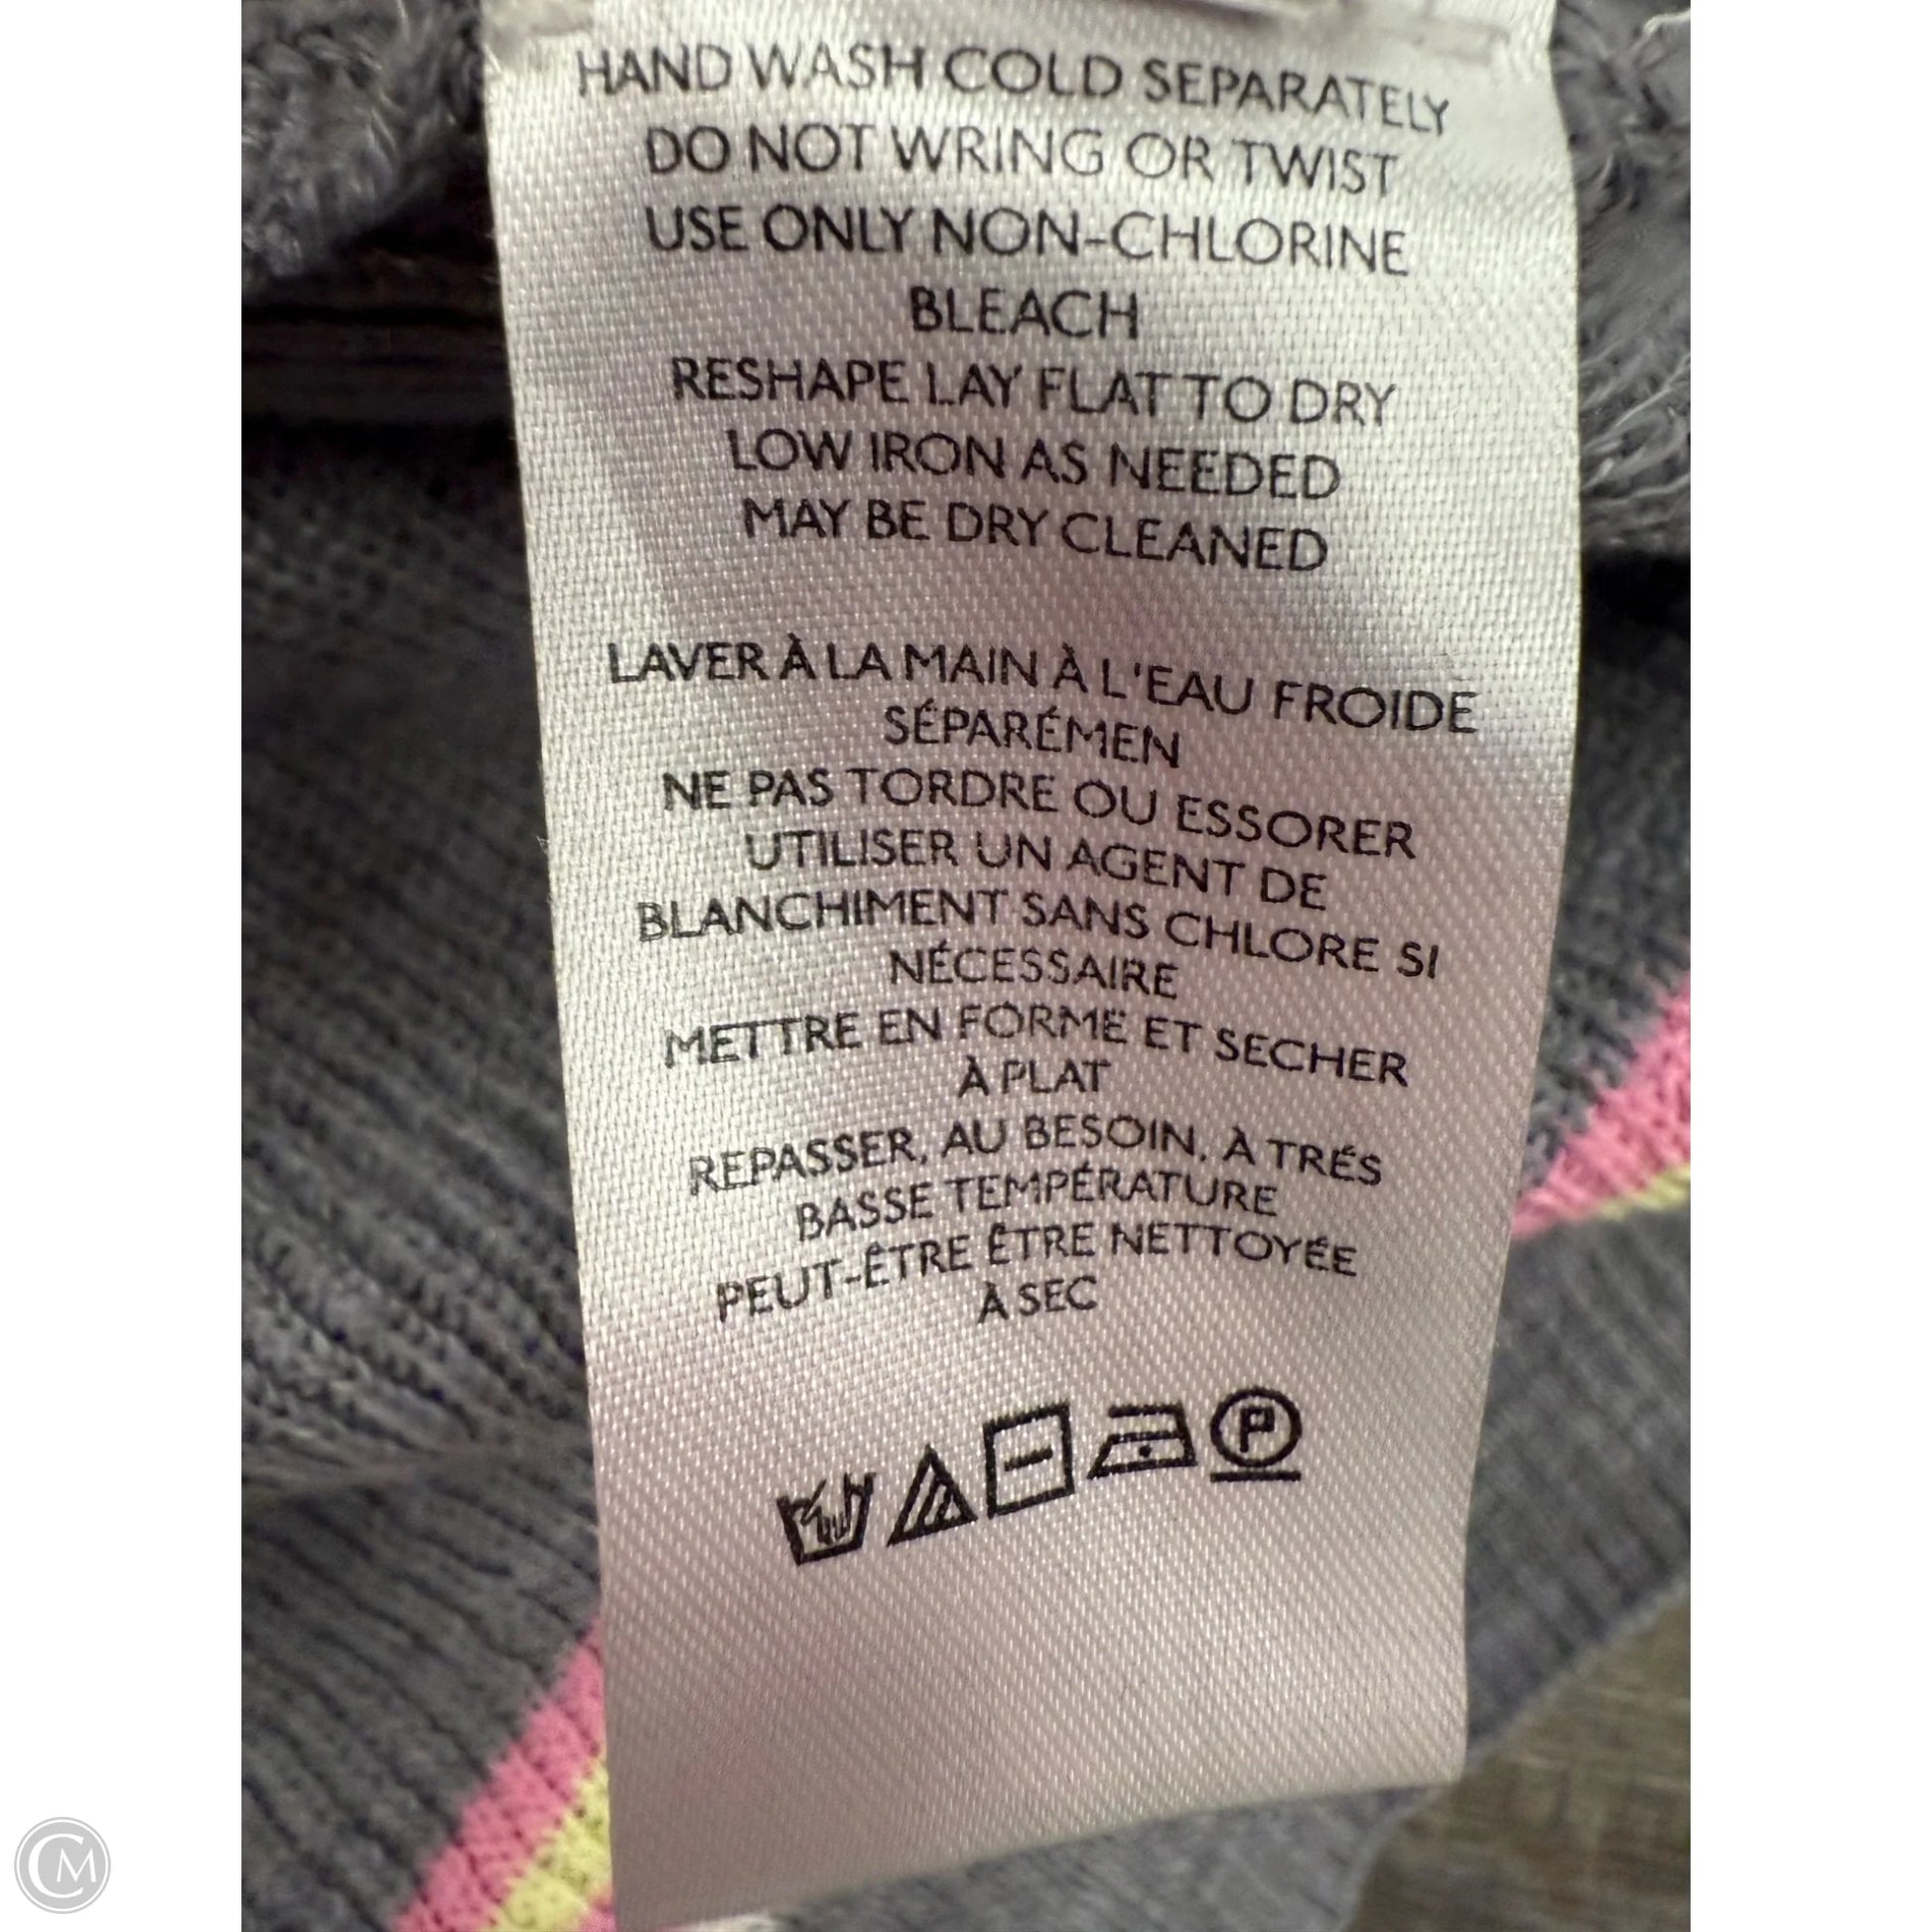 HAND WASH COLD SEPARATELY
DO NOT WRING OR TWIST
USE ONLY NON-CHLORINE
BLEACH
RESHAPE LAY FLAT TO DRY
LOW IRON AS NEEDED
MAY BE DRY CLEANED
LAVER À LA MAIN À L'EAU FROIDE
SÉPARÉMEN
NE PAS TORDRE OU ESSORER
UTILISER UN AGENT DE
BLANCHIMENT SANS CHLORE SI
NÉCESSAIRE
METTRE EN FORME ET SECHER
À PLAT
REPASSER, AU BESOIN, À TRÉS
BASSE TEMPÉRATURE
PEUT-ÊTRE ÊTRE NETTOYÉE
À SEC
P
CM